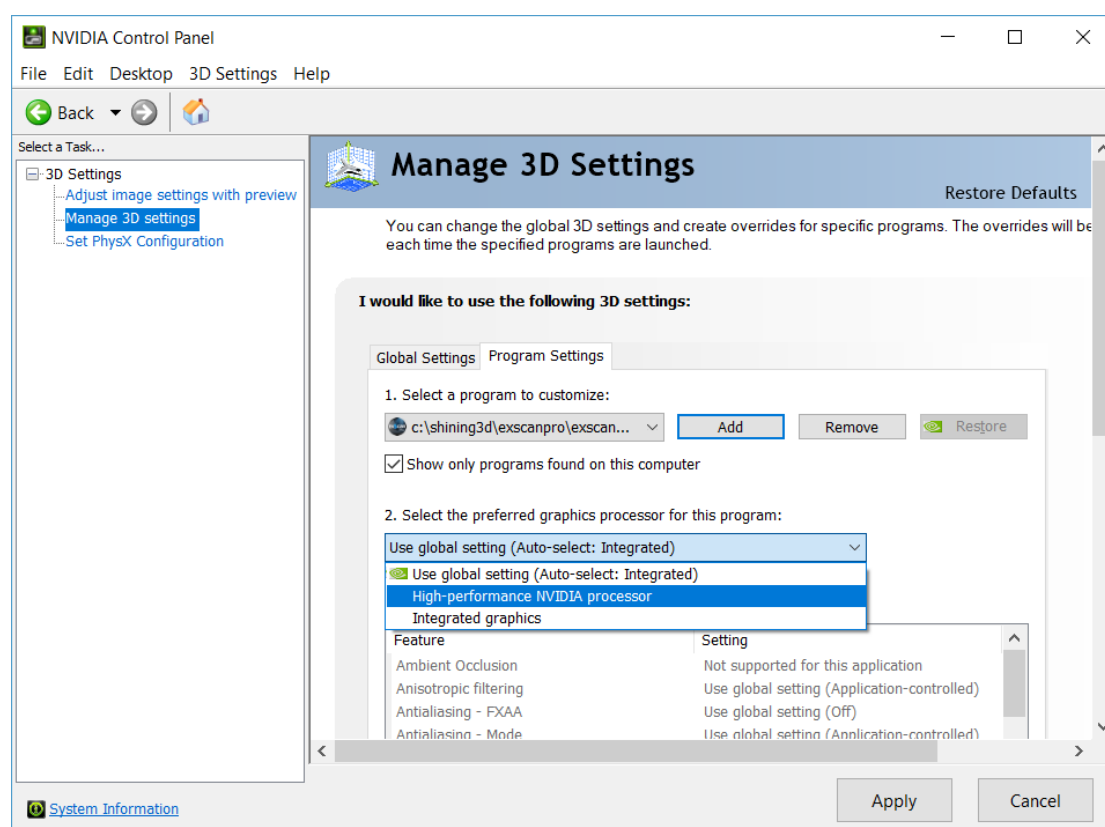 NVIDIA Control Panel
File Edit Desktop 3D Settings Help
Back
Select a Task...
3D Settings
Adjust image settings with preview
Manage 3D settings
Set PhysX Configuration
Manage 3D Settings
Restore Defaults
You can change the global 3D settings and create overrides for specific programs. The overrides will be
each time the specified programs are launched.
I would like to use the following 3D settings:
Global Settings Program Settings
1. Select a program to customize:
c:\shining3d\exscanpro\exscan... Add Remove Restore
Show only programs found on this computer
2. Select the preferred graphics processor for this program:
Use global setting (Auto-select: Integrated)
Use global setting (Auto-select: Integrated)
High-performance NVIDIA processor
Integrated graphics
Feature Setting
Ambient Occlusion Not supported for this application
Anisotropic filtering Use global setting (Application-controlled)
Antialiasing - FXAA Use global setting (Off)
Antialiasing - Mode Use global setting (Application-controlled)
System Information
Apply Cancel